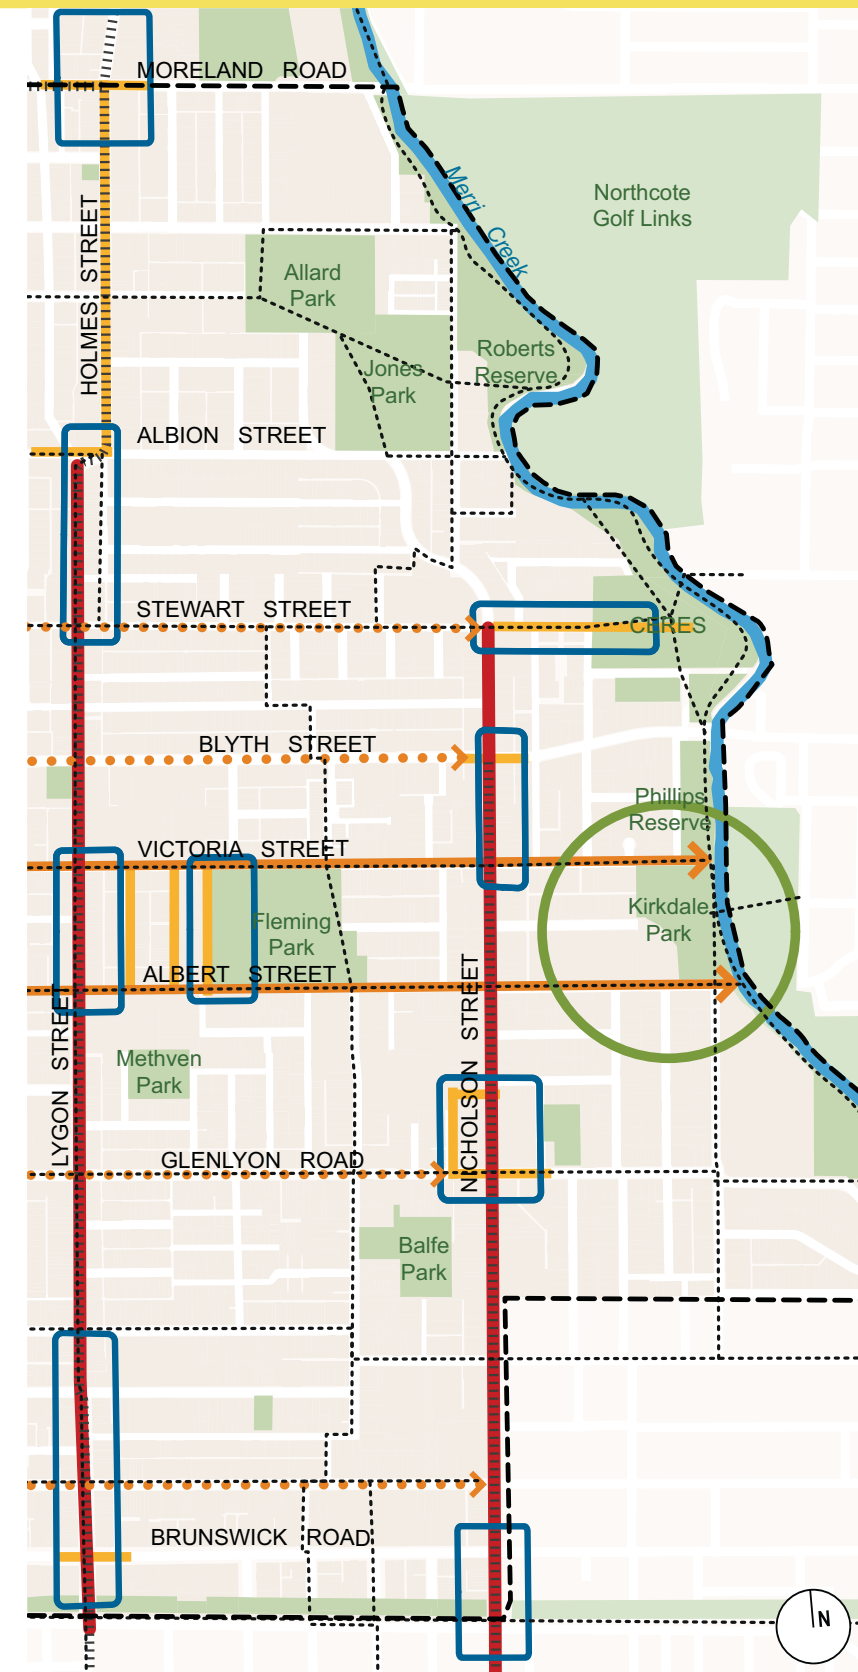 MORELAND ROAD
Merri Creek
Northcote
Golf Links
HOLMES STREET
Allard
Park
Roberts
Reserve
Jones
Park
ALBION STREET
STEWART STREET
CERES
BLYTH STREET
Phillips
Reserve
VICTORIA STREET
Kirkdale
Park
Fleming
Park
ALBERT STREET
LYGON STREET
NICHOLSON STREET
Methven
Park
GLENLYON ROAD
Balfe
Park
BRUNSWICK ROAD
N